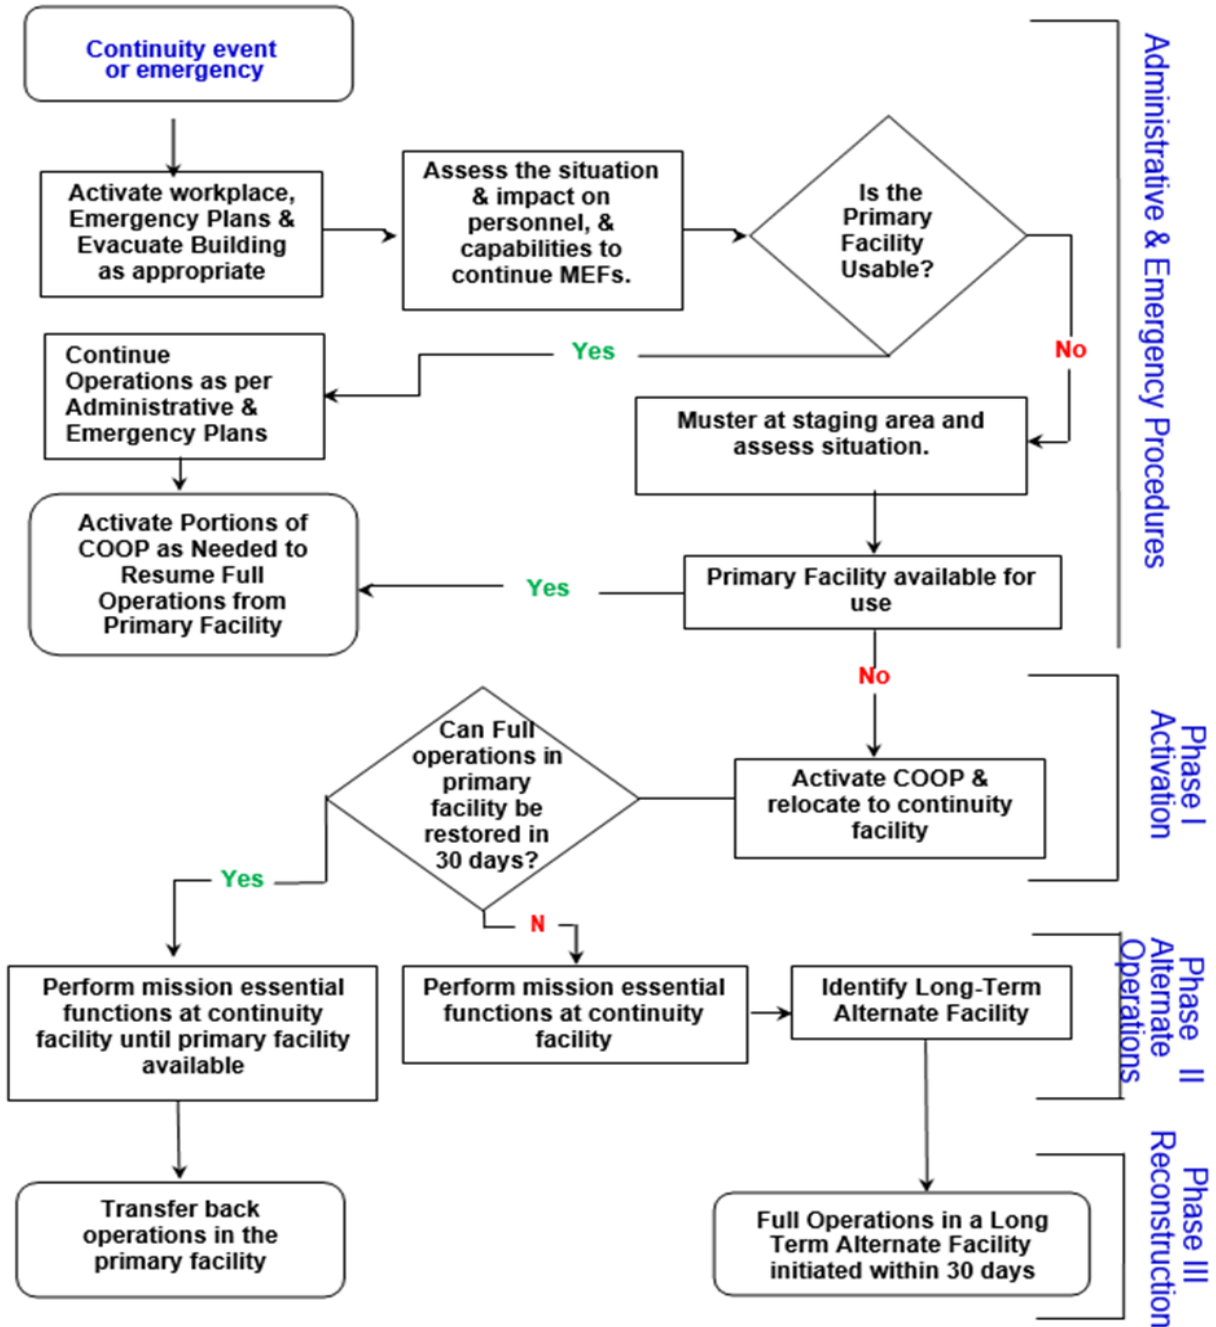 Continuity event
or emergency
Activate workplace,
Emergency Plans &
Evacuate Building
as appropriate
Assess the situation
& impact on
personnel, &
capabilities to
continue MEFs.
Is the
Primary
Facility
Usable?
Yes
No
Continue
Operations as per
Administrative &
Emergency Plans
Muster at staging area and
assess situation.
Activate Portions of
COOP as Needed to
Resume Full
Operations from
Primary Facility
Yes
Primary Facility available for
use
No
Administrative & Emergency Procedures
Can Full
operations in
primary
facility be
restored in
30 days?
Activate COOP &
relocate to continuity
facility
Phase I
Activation
Yes
N
Perform mission essential
functions at continuity
facility until primary facility
available
Perform mission essential
functions at continuity
facility
Identify Long-Term
Alternate Facility
Phase II
Alternate
Operations
Transfer back
operations in the
primary facility
Full Operations in a Long
Term Alternate Facility
initiated within 30 days
Phase III
Reconstruction